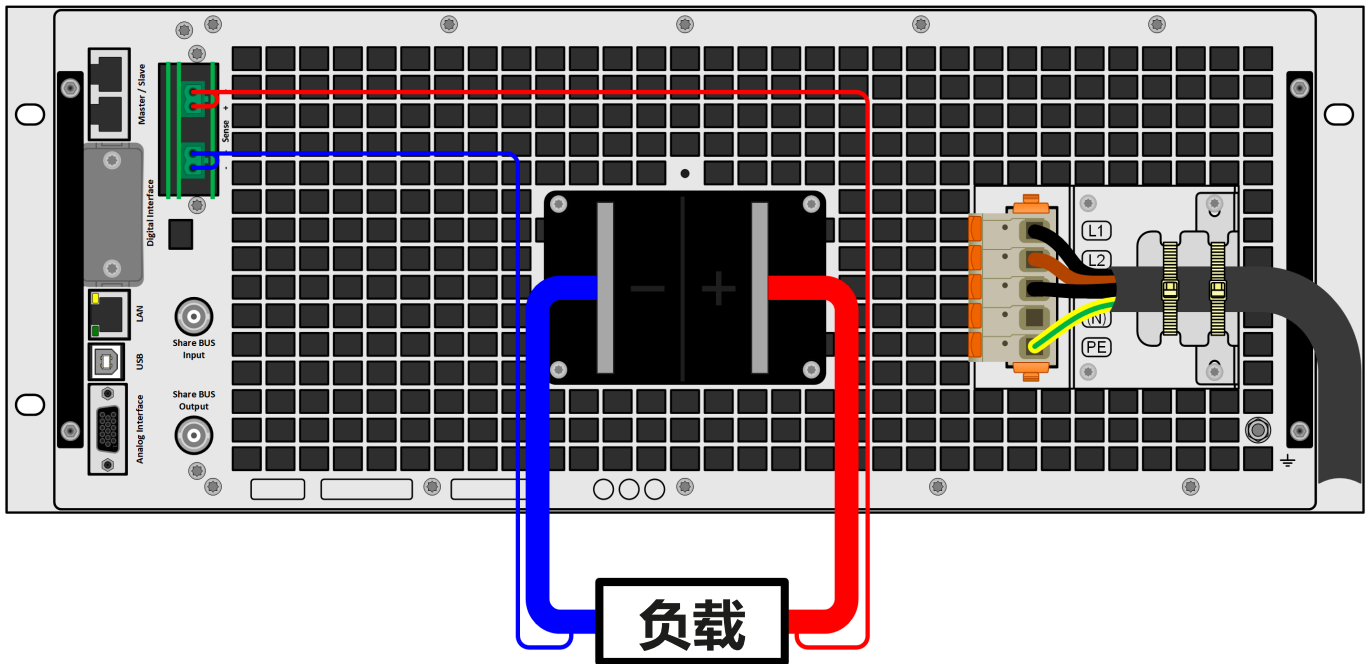 Master / Slave
+
Sense
-
Digital Interface
LAN
USB
Analog Interface
Share BUS
Input
Share BUS
Output
− +
L1
L2
(N)
PE
负载